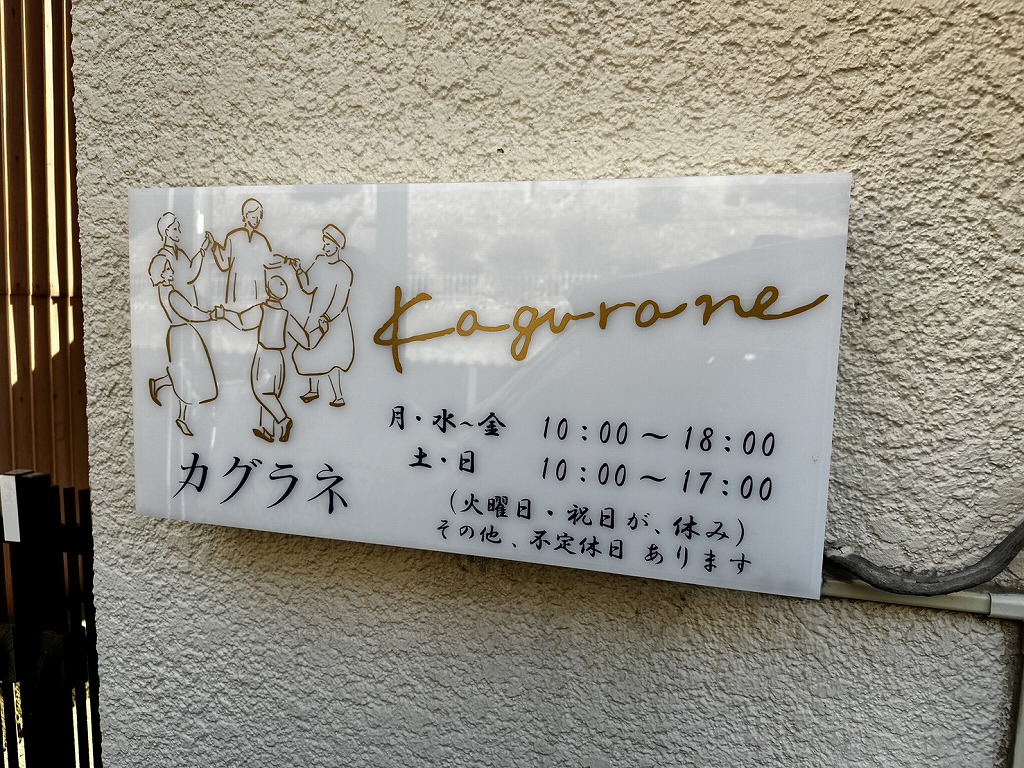 Kagurane
カグラネ
月・水~金 10:00~18:00
土・日 10:00~17:00
(火曜日・祝日が、休み)
その他、不定休日 あります